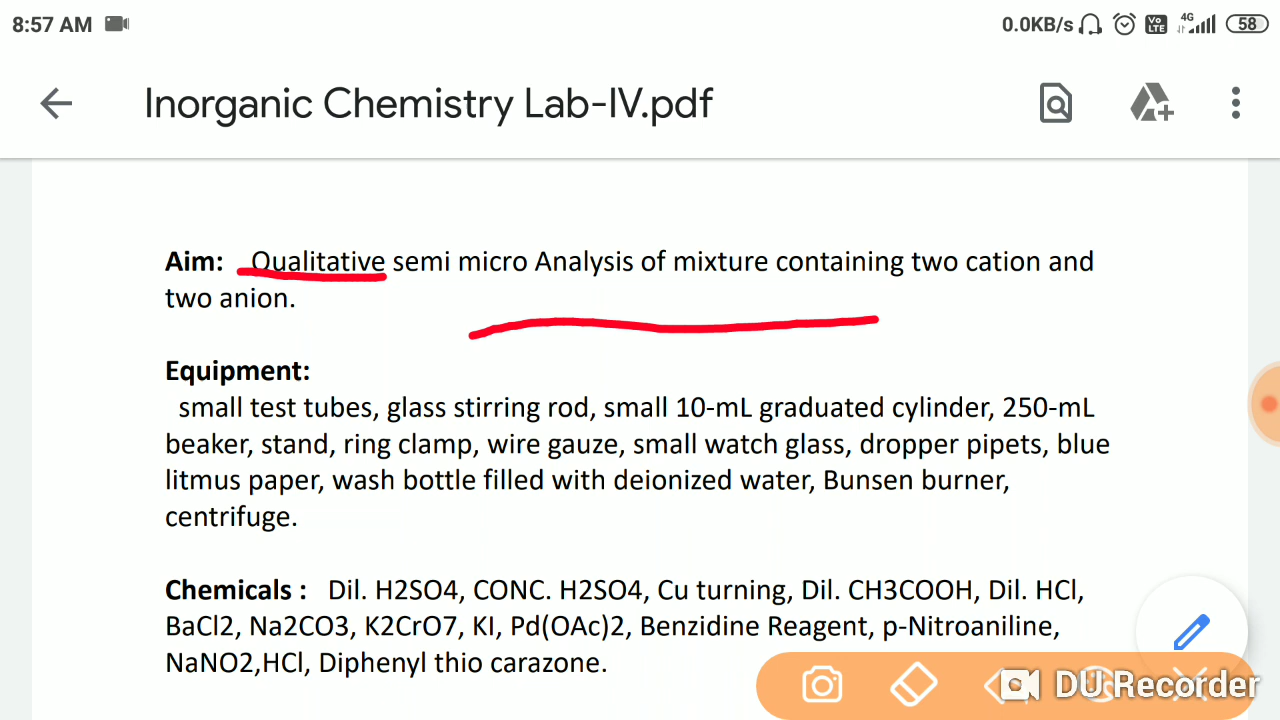 8:57 AM 0.0KB/s Vo LTE 4G 58
Inorganic Chemistry Lab-IV.pdf
Aim: Qualitative semi micro Analysis of mixture containing two cation and
two anion.
Equipment:
small test tubes, glass stirring rod, small 10-mL graduated cylinder, 250-mL
beaker, stand, ring clamp, wire gauze, small watch glass, dropper pipets, blue
litmus paper, wash bottle filled with deionized water, Bunsen burner,
centrifuge.
Chemicals : Dil. H2SO4, CONC. H2SO4, Cu turning, Dil. CH3COOH, Dil. HCl,
BaCl2, Na2CO3, K2CrO7, KI, Pd(OAc)2, Benzidine Reagent, p-Nitroaniline,
NaNO2,HCl, Diphenyl thio carazone.
DU Recorder